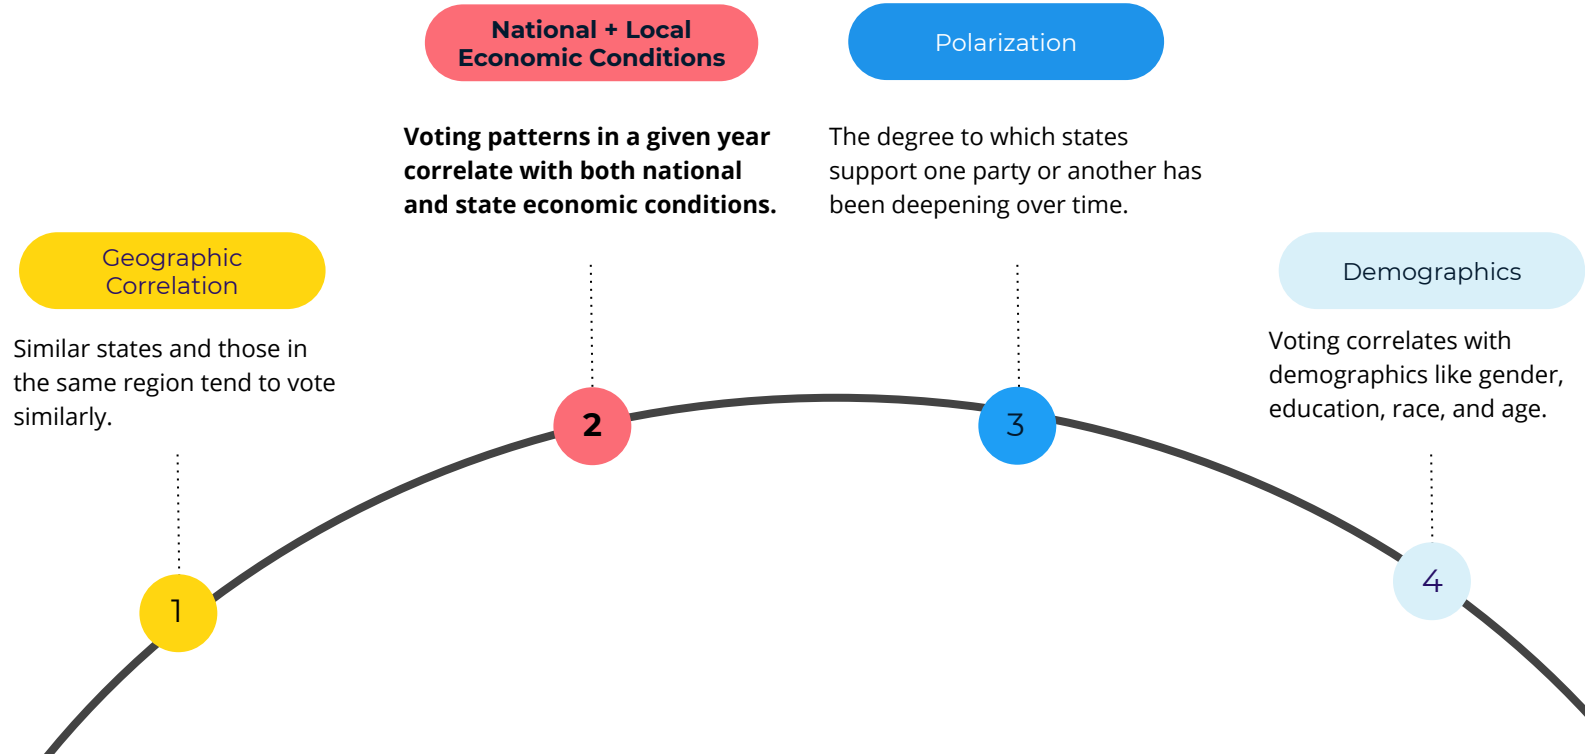 National + Local
Economic Conditions
Polarization
Voting patterns in a given year
correlate with both national
and state economic conditions.
The degree to which states
support one party or another has
been deepening over time.
Geographic
Correlation
Demographics
Similar states and those in
the same region tend to vote
similarly.
Voting correlates with
demographics like gender,
education, race, and age.
2
3
4
1